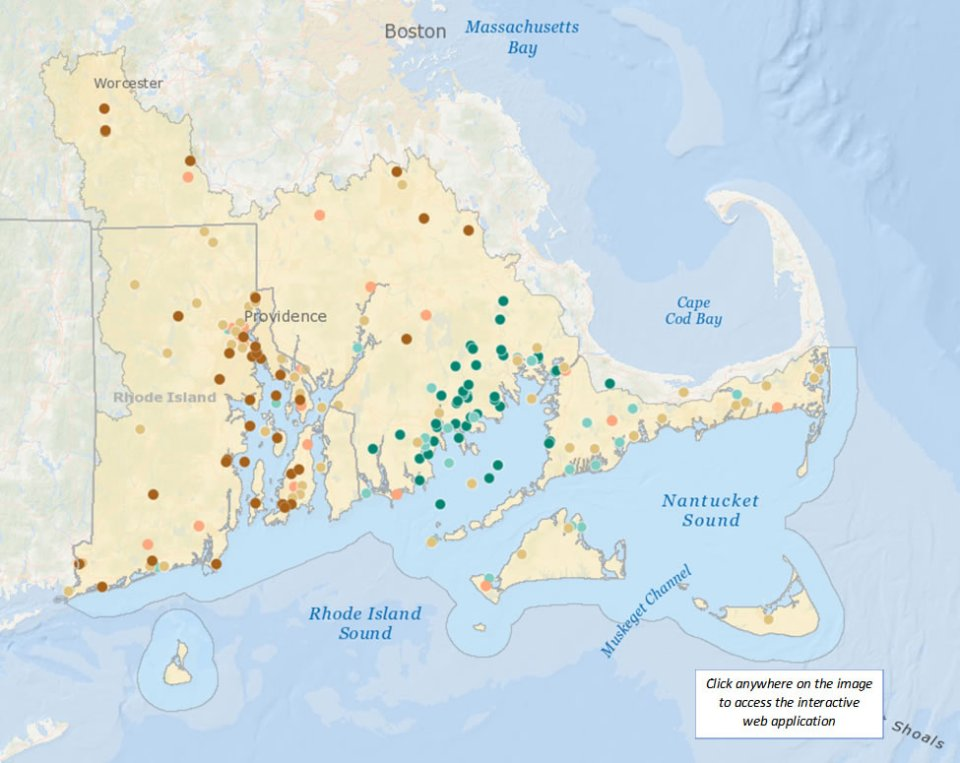 Boston
Massachusetts
Bay
Worcester
Cape
Cod Bay
Providence
Rhode Island
Nantucket
Sound
Rhode Island
Sound
Muskeget Channel
Click anywhere on the image
to access the interactive
web application
Shoals